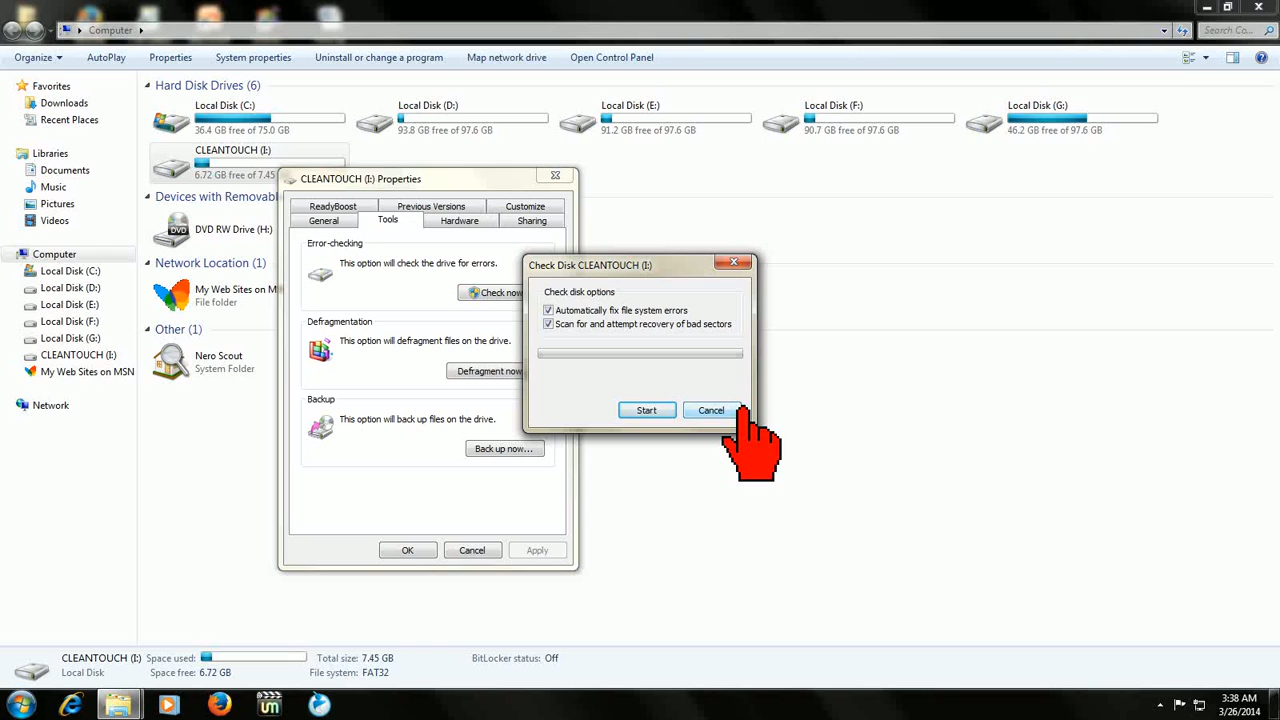 Computer
Search Co...
Organize AutoPlay Properties System properties Uninstall or change a program Map network drive Open Control Panel
Favorites
Downloads
Recent Places
Libraries
Documents
Music
Pictures
Videos
Computer
Local Disk (C:)
Local Disk (D:)
Local Disk (E:)
Local Disk (F:)
Local Disk (G:)
CLEANTOUCH (I:)
My Web Sites on MSN
Network
Hard Disk Drives (6)
Local Disk (C:)
36.4 GB free of 75.0 GB
Local Disk (D:)
93.8 GB free of 97.6 GB
Local Disk (E:)
91.2 GB free of 97.6 GB
Local Disk (F:)
90.7 GB free of 97.6 GB
Local Disk (G:)
46.2 GB free of 97.6 GB
CLEANTOUCH (I:)
6.72 GB free of 7.45
Devices with Removab
DVD
DVD RW Drive (H:)
Network Location (1)
My Web Sites on M
File folder
Other (1)
Nero Scout
System Folder
CLEANTOUCH (I:) Properties
ReadyBoost Previous Versions Customize
General Tools Hardware Sharing
Error-checking
This option will check the drive for errors.
Check now
Defragmentation
This option will defragment files on the drive.
Defragment now
Backup
This option will back up files on the drive.
Back up now...
OK Cancel Apply
Check Disk CLEANTOUCH (I:)
Check disk options
Automatically fix file system errors
Scan for and attempt recovery of bad sectors
Start Cancel
CLEANTOUCH (I:) Space used: Total size: 7.45 GB BitLocker status: Off
Local Disk Space free: 6.72 GB File system: FAT32
um
3:38 AM
3/26/2014